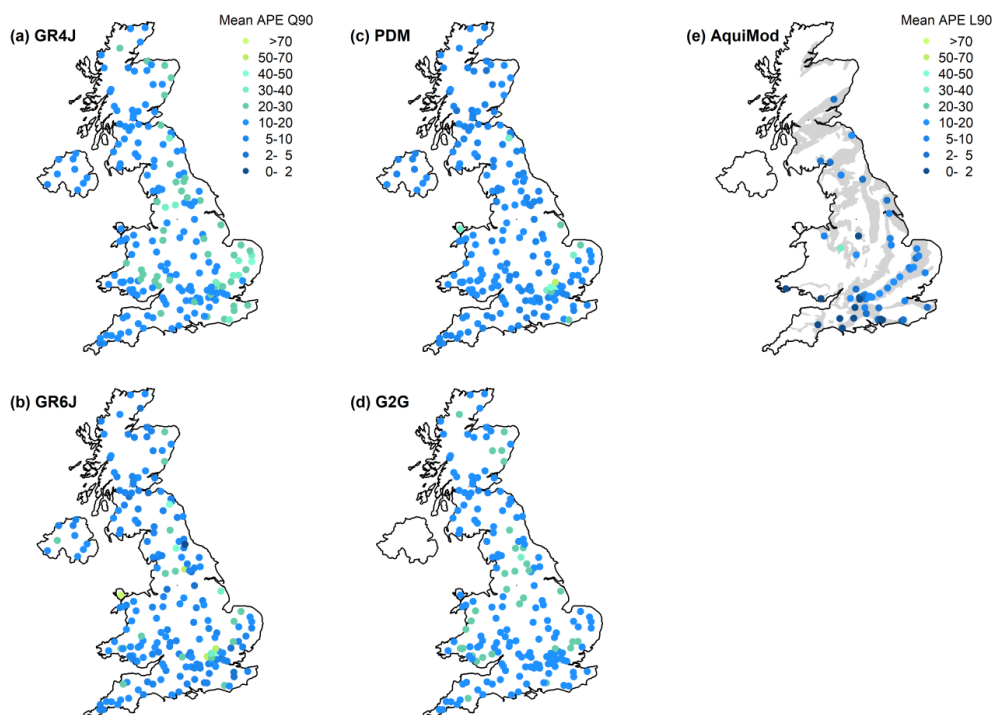 Mean APE Q90
(a) GR4J
>70
50-70
40-50
30-40
20-30
10-20
5-10
2- 5
0- 2
(c) PDM
Mean APE L90
(e) AquiMod
>70
50-70
40-50
30-40
20-30
10-20
5-10
2- 5
0- 2
(b) GR6J
(d) G2G